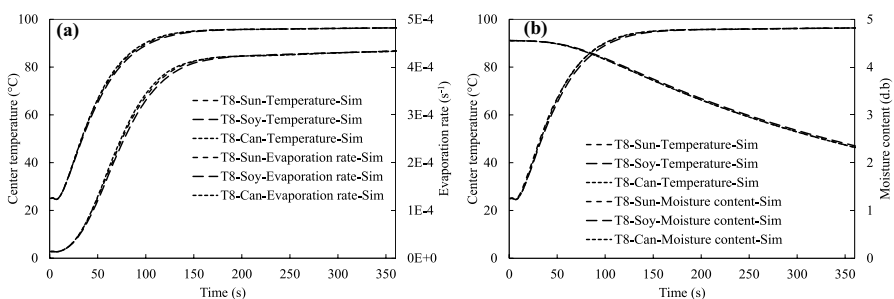 (a)
Center temperature (°C)
100
80
60
40
20
0
T8-Sun-Temperature-Sim
T8-Soy-Temperature-Sim
T8-Can-Temperature-Sim
T8-Sun-Evaporation rate-Sim
T8-Soy-Evaporation rate-Sim
T8-Can-Evaporation rate-Sim
5E-4
4E-4
3E-4
2E-4
1E-4
0E+0
Evaporation rate (s⁻¹)
0 50 100 150 200 250 300 350
Time (s)
(b)
Center temperature (°C)
100
80
60
40
20
0
T8-Sun-Temperature-Sim
T8-Soy-Temperature-Sim
T8-Can-Temperature-Sim
T8-Sun-Moisture content-Sim
T8-Soy-Moisture content-Sim
T8-Can-Moisture content-Sim
5
4
3
2
1
0
Moisture content (d.b)
0 50 100 150 200 250 300 350
Time (s)